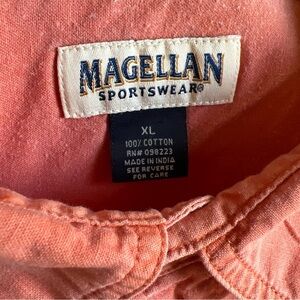 MAGELLAN
SPORTSWEAR®
XL
100% COTTON
RN# 098223
MADE IN INDIA
SEE REVERSE
FOR CARE